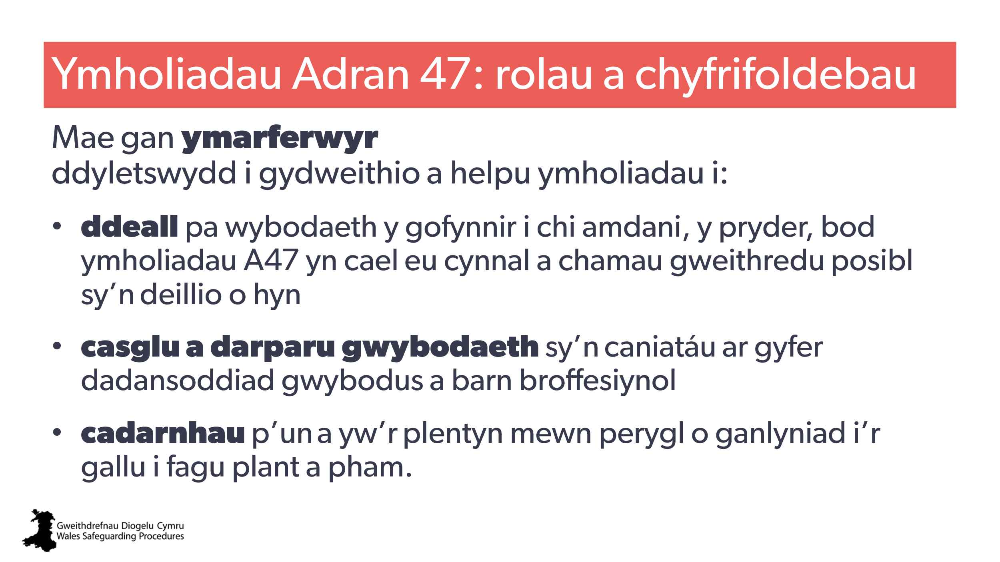 Ymholiadau Adran 47: rolau a chyfrifoldebau
Mae gan ymarferwyr
ddyletswydd i gydweithio a helpu ymholiadau i:
• ddeall pa wybodaeth y gofynnir i chi amdani, y pryder, bod
ymholiadau A47 yn cael eu cynnal a chamau gweithredu posibl
sy’n deillio o hyn
• casglu a darparu gwybodaeth sy’n caniatáu ar gyfer
dadansoddiad gwybodus a barn broffesiynol
• cadarnhau p’un a yw’r plentyn mewn perygl o ganlyniad i’r
gallu i fagu plant a pham.
Gweithdrefnau Diogelu Cymru
Wales Safeguarding Procedures